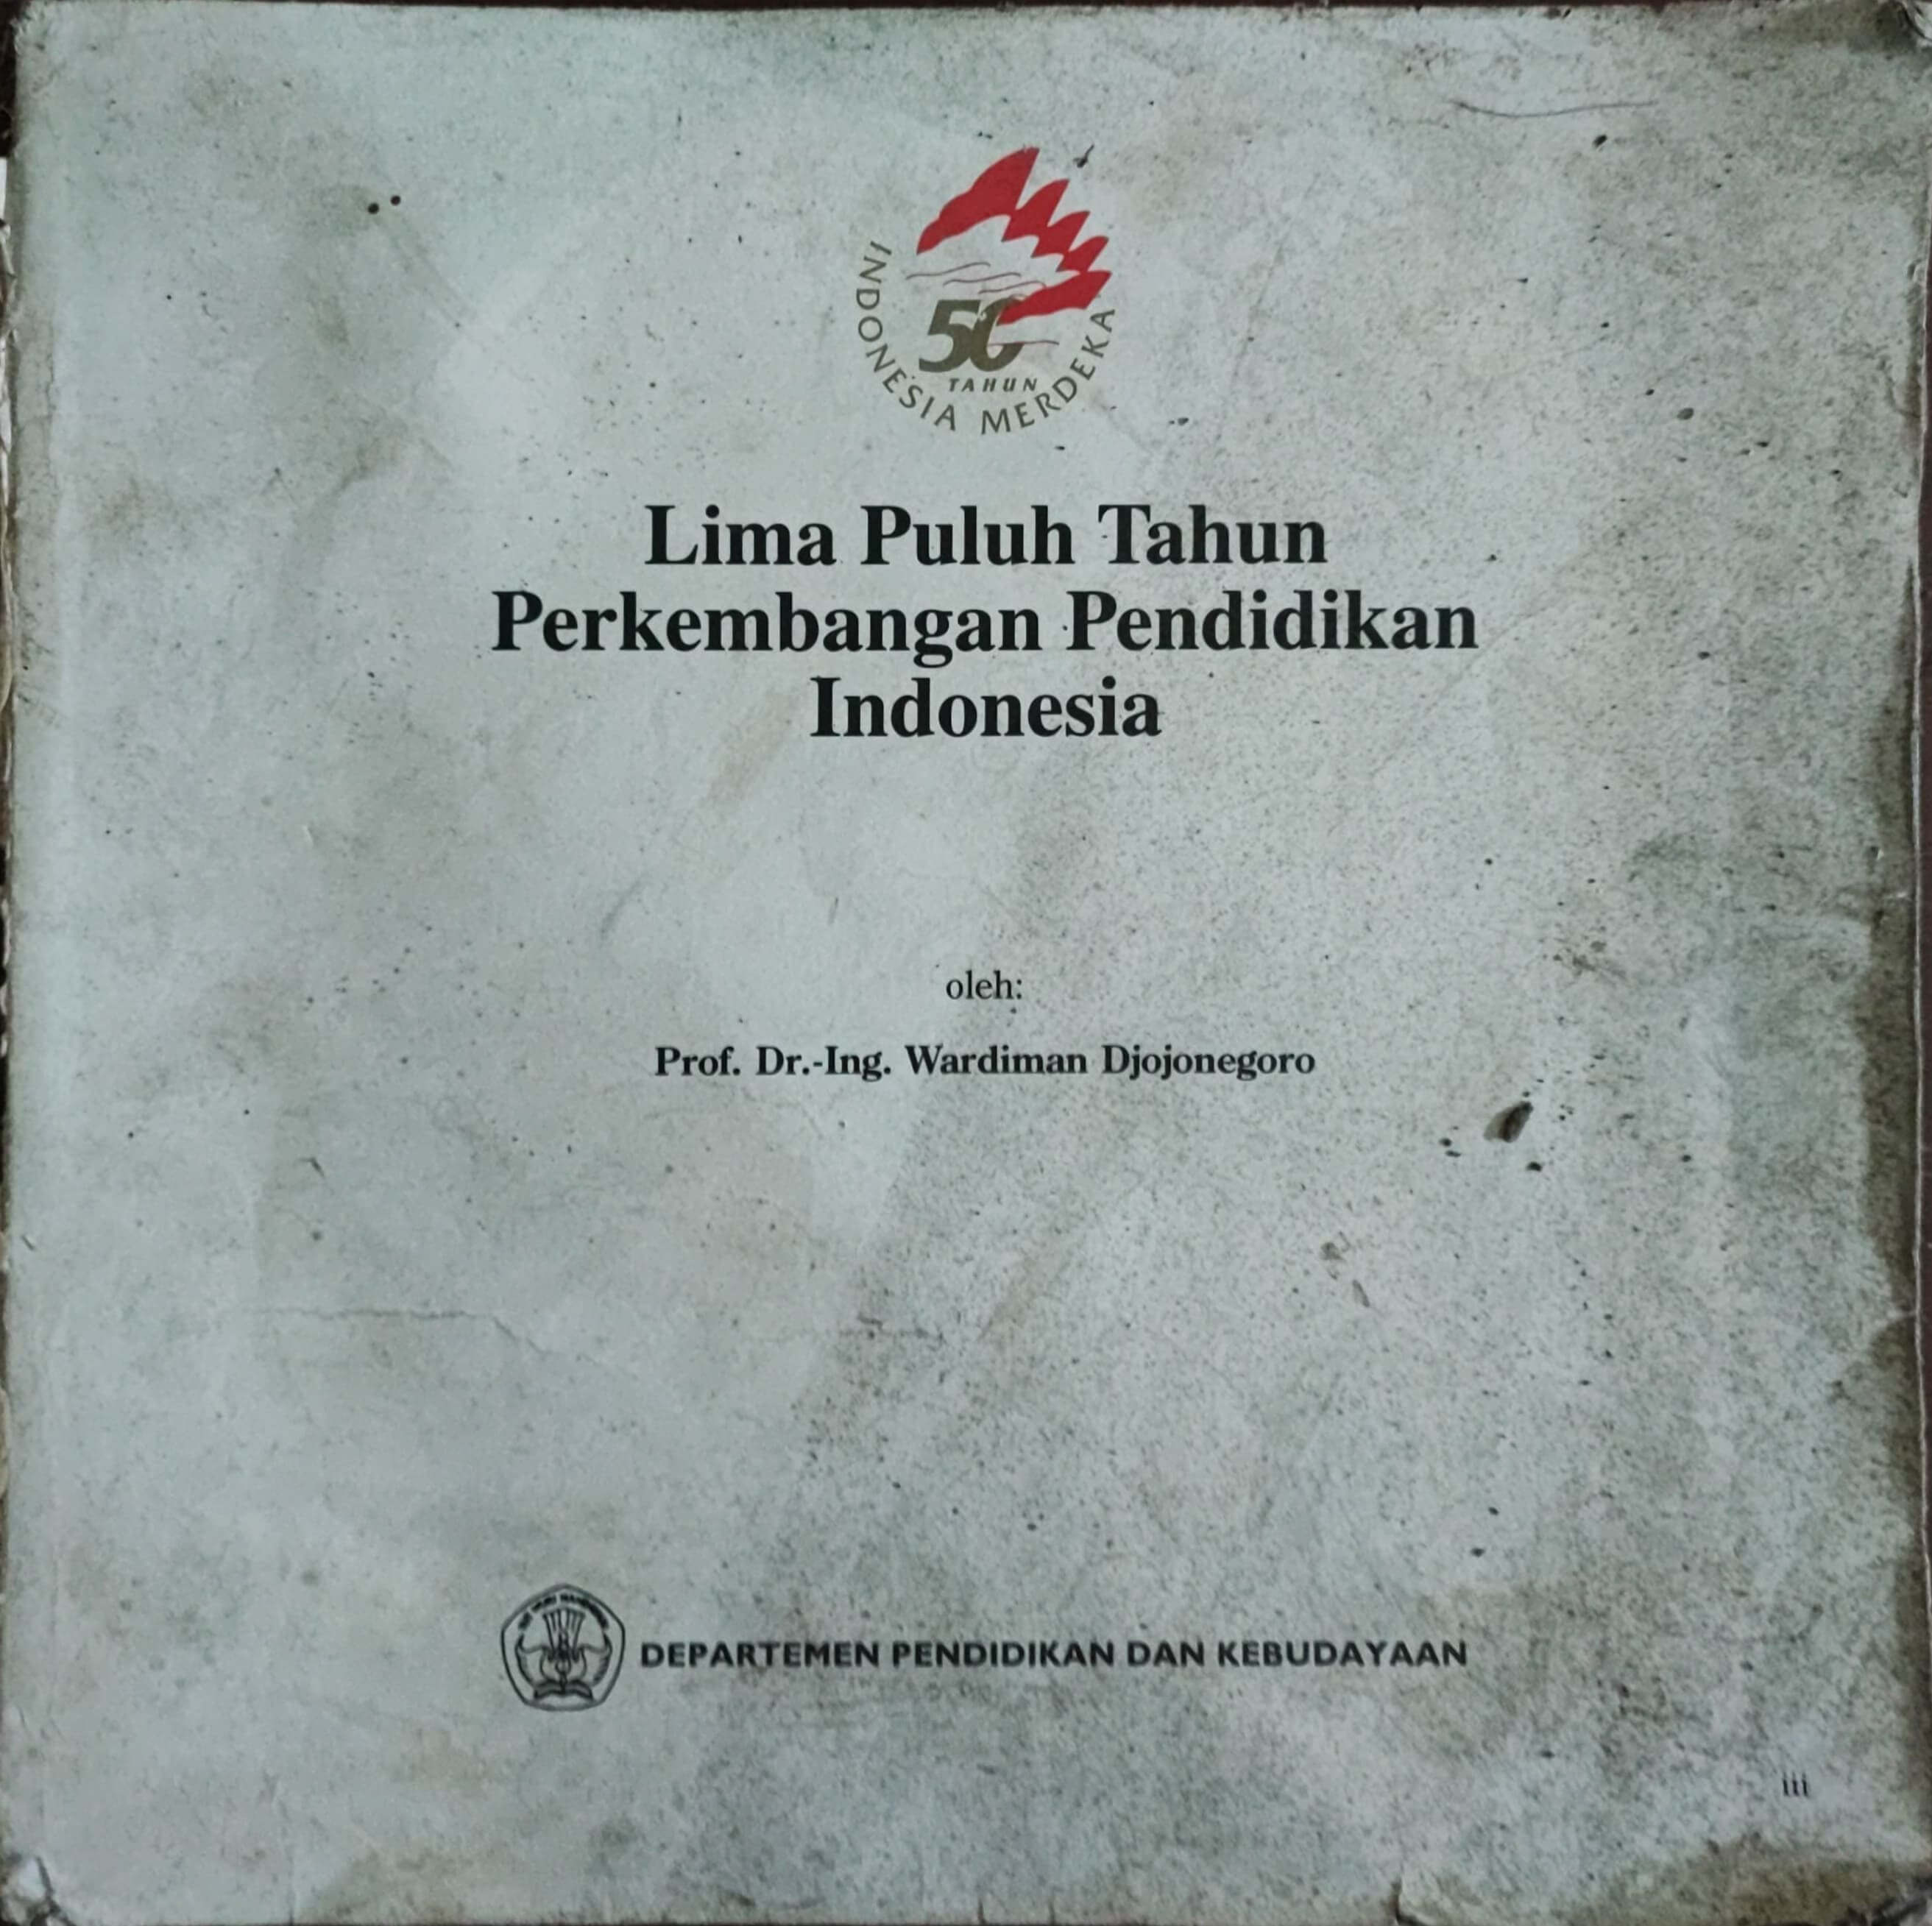 INDONESIA MERDEKA
50
TAHUN
Lima Puluh Tahun
Perkembangan Pendidikan
Indonesia
oleh:
Prof. Dr.-Ing. Wardiman Djojonegoro
DEPARTEMEN PENDIDIKAN DAN KEBUDAYAAN
iii